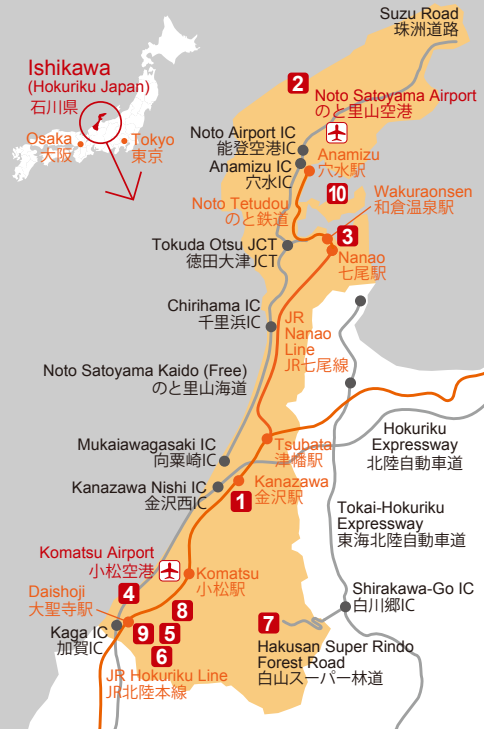 Suzu Road
珠洲道路
Ishikawa
(Hokuriku Japan)
石川県
Osaka
大阪
Tokyo
東京
2
Noto Satoyama Airport
のと里山空港
Noto Airport IC
能登空港IC
Anamizu IC
穴水IC
Anamizu
穴水駅
10
Noto Tetudou
のと鉄道
Wakuraonsen
和倉温泉駅
3
Tokuda Otsu JCT
徳田大津JCT
Nanao
七尾駅
Chirihama IC
千里浜IC
JR
Nanao
Line
JR七尾線
Noto Satoyama Kaido (Free)
のと里山海道
Mukaiawagasaki IC
向粟崎IC
Tsubata
津幡駅
Hokuriku
Expressway
北陸自動車道
Kanazawa Nishi IC
金沢西IC
Kanazawa
金沢駅
1
Tokai-Hokuriku
Expressway
東海北陸自動車道
Komatsu Airport
小松空港
Komatsu
小松駅
Shirakawa-Go IC
白川郷IC
Daishoji
大聖寺駅
4
8
7
Kaga IC
加賀IC
9
5
6
Hakusan Super Rindo
Forest Road
白山スーパー林道
JR Hokuriku Line
JR北陸本線